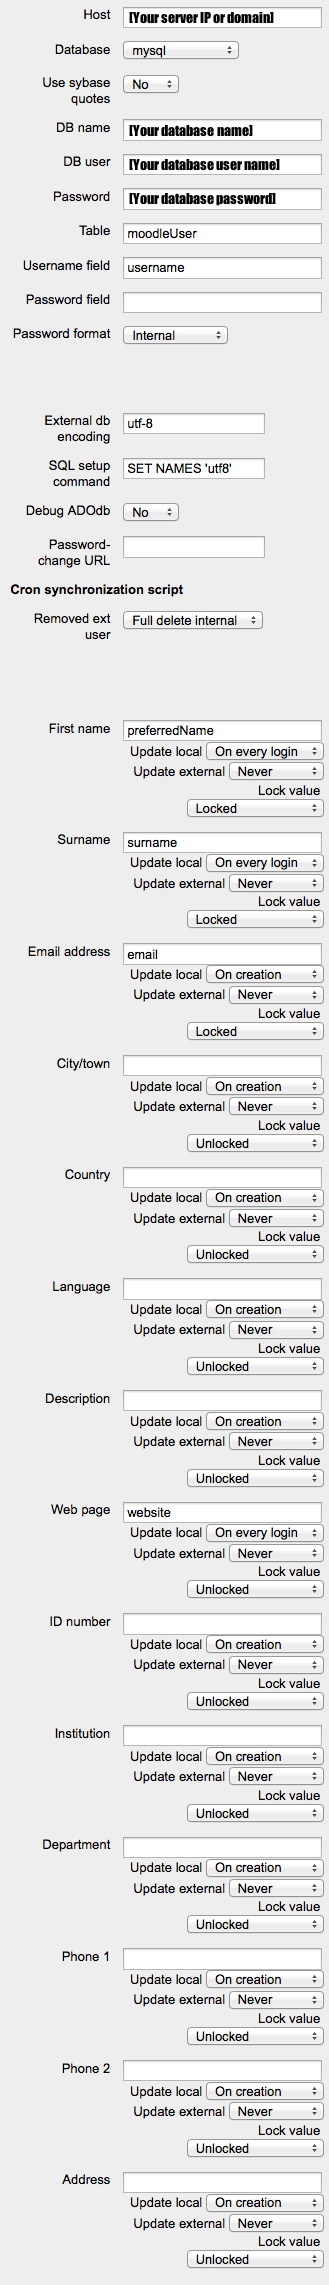 Host [Your server IP or domain]
Database mysql
Use sybase No
quotes
DB name [Your database name]
DB user [Your database user name]
Password [Your database password]
Table moodleUser
Username field username
Password field
Password format Internal
External db utf-8
encoding
SQL setup SET NAMES 'utf8'
command
Debug ADOdb No
Password-
change URL
Cron synchronization script
Removed ext Full delete internal
user
First name preferredName
Update local On every login
Update external Never
Lock value
Locked
Surname surname
Update local On every login
Update external Never
Lock value
Locked
Email address email
Update local On creation
Update external Never
Lock value
Locked
City/town
Update local On creation
Update external Never
Lock value
Unlocked
Country
Update local On creation
Update external Never
Lock value
Unlocked
Language
Update local On creation
Update external Never
Lock value
Unlocked
Description
Update local On creation
Update external Never
Lock value
Unlocked
Web page website
Update local On every login
Update external Never
Lock value
Unlocked
ID number
Update local On creation
Update external Never
Lock value
Unlocked
Institution
Update local On creation
Update external Never
Lock value
Unlocked
Department
Update local On creation
Update external Never
Lock value
Unlocked
Phone 1
Update local On creation
Update external Never
Lock value
Unlocked
Phone 2
Update local On creation
Update external Never
Lock value
Unlocked
Address
Update local On creation
Update external Never
Lock value
Unlocked